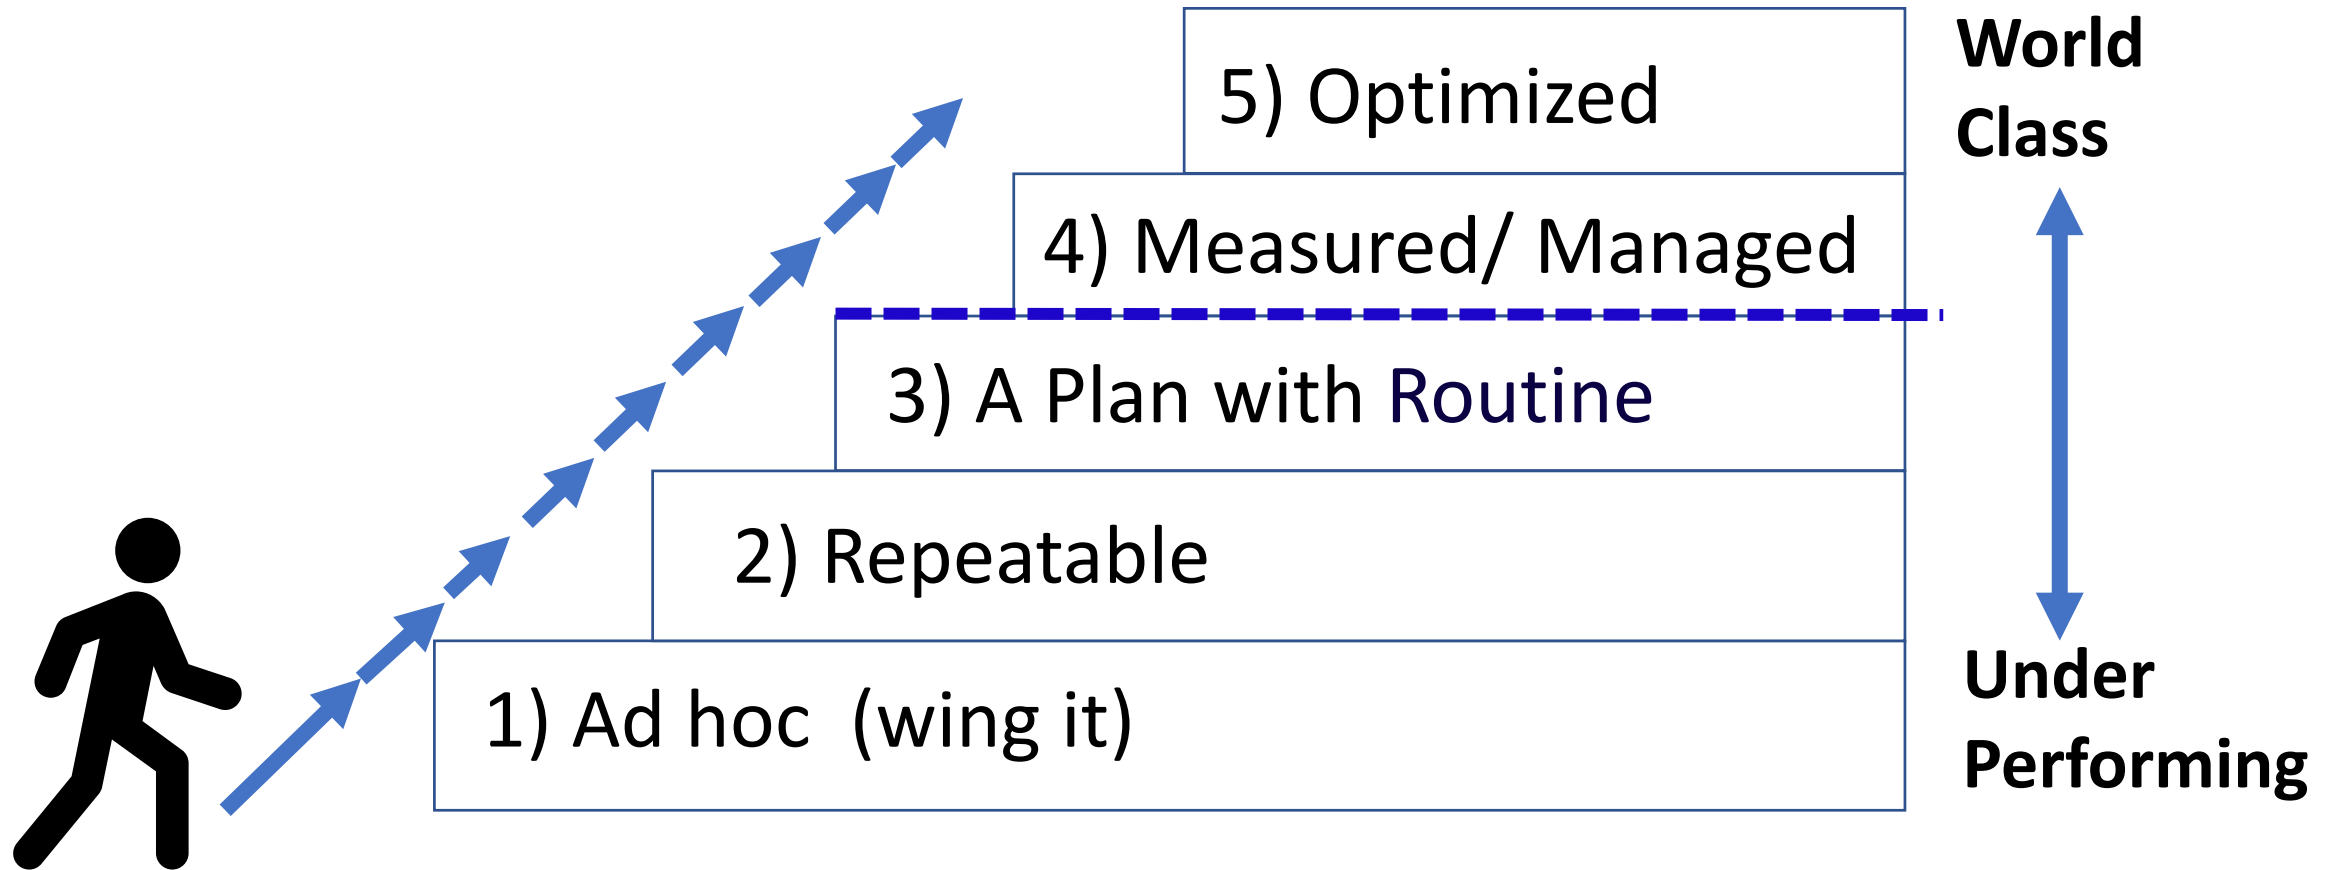 5) Optimized
4) Measured/ Managed
3) A Plan with Routine
2) Repeatable
1) Ad hoc  (wing it)
World
Class
Under
Performing